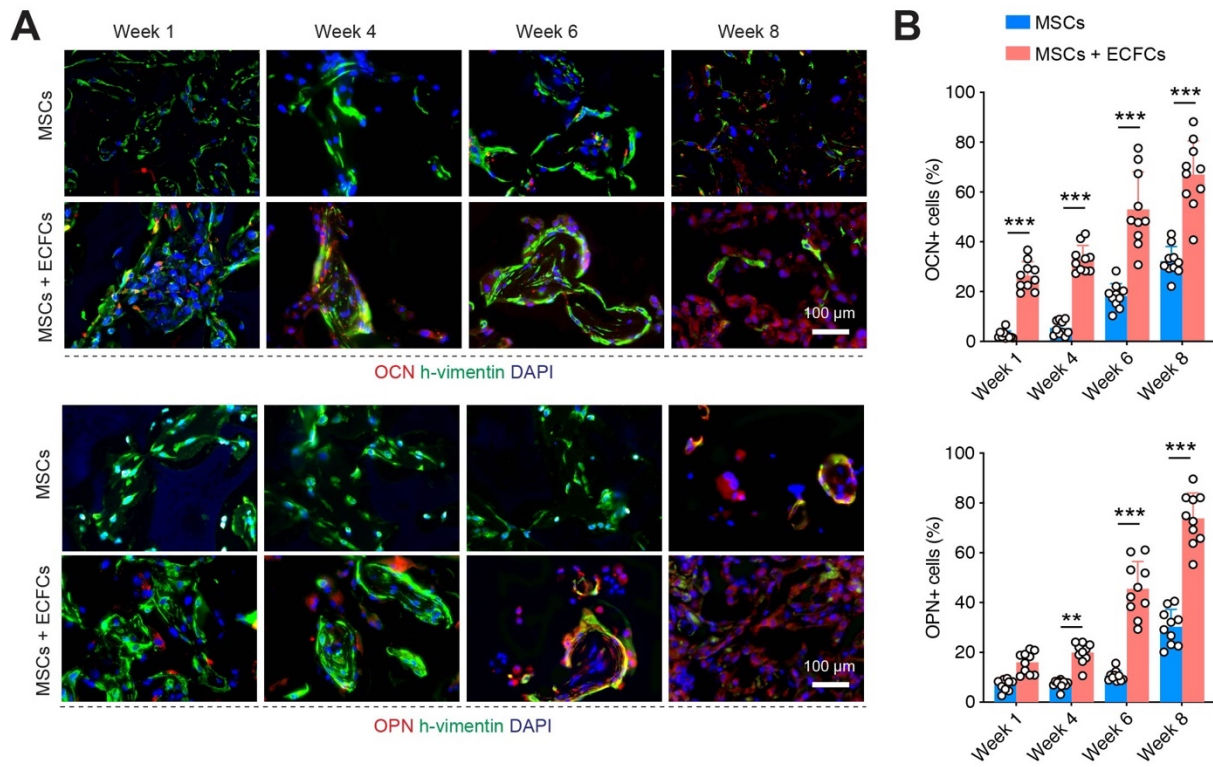 A
Week 1 Week 4 Week 6 Week 8
MSCs
MSCs + ECFCs
100 µm
OCN h-vimentin DAPI
MSCs
MSCs + ECFCs
100 µm
OPN h-vimentin DAPI
B
MSCs
MSCs + ECFCs
OCN+ cells (%)
100
80
60
40
20
0
*** *** *** ***
Week 1 Week 4 Week 6 Week 8
OPN+ cells (%)
100
80
60
40
20
0
** *** ***
Week 1 Week 4 Week 6 Week 8